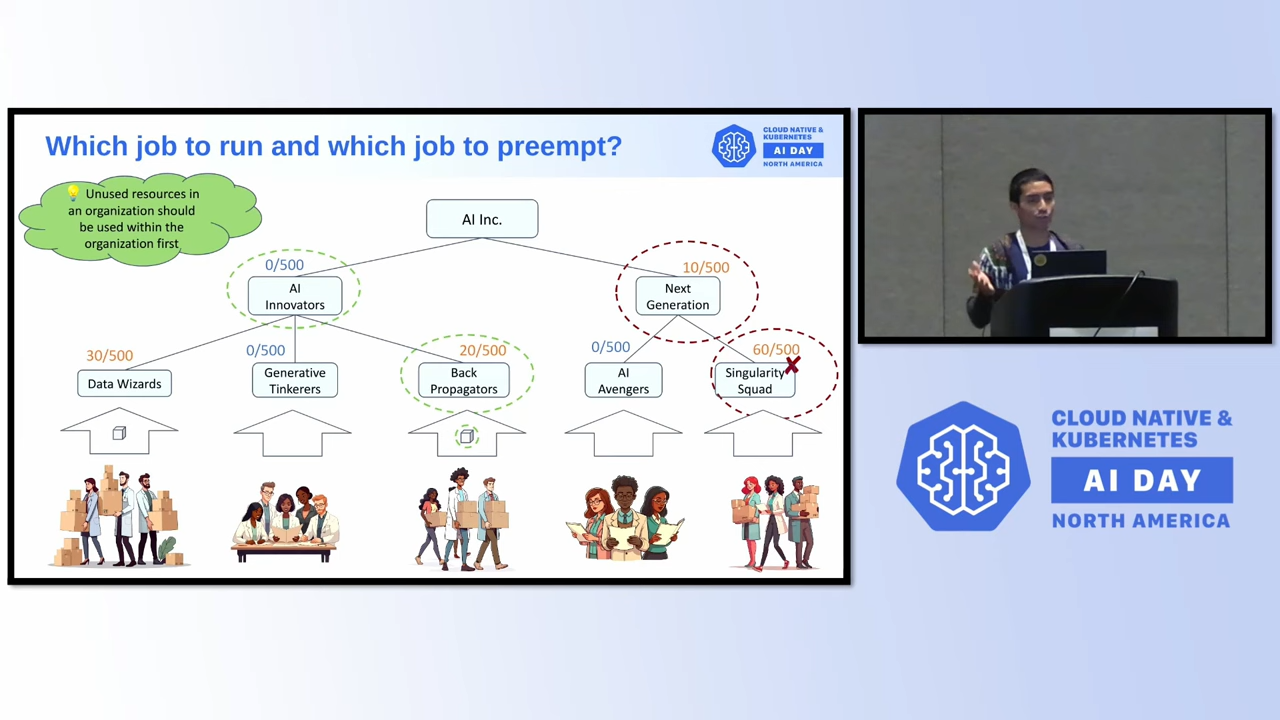 Which job to run and which job to preempt?
CLOUD NATIVE &
KUBERNETES
AI DAY
NORTH AMERICA
Unused resources in
an organization should
be used within the
organization first
AI Inc.
0/500
AI
Innovators
10/500
Next
Generation
30/500
Data Wizards
0/500
Generative
Tinkerers
20/500
Back
Propagators
0/500
AI
Avengers
60/500
Singularity
Squad
CLOUD NATIVE &
KUBERNETES
AI DAY
NORTH AMERICA